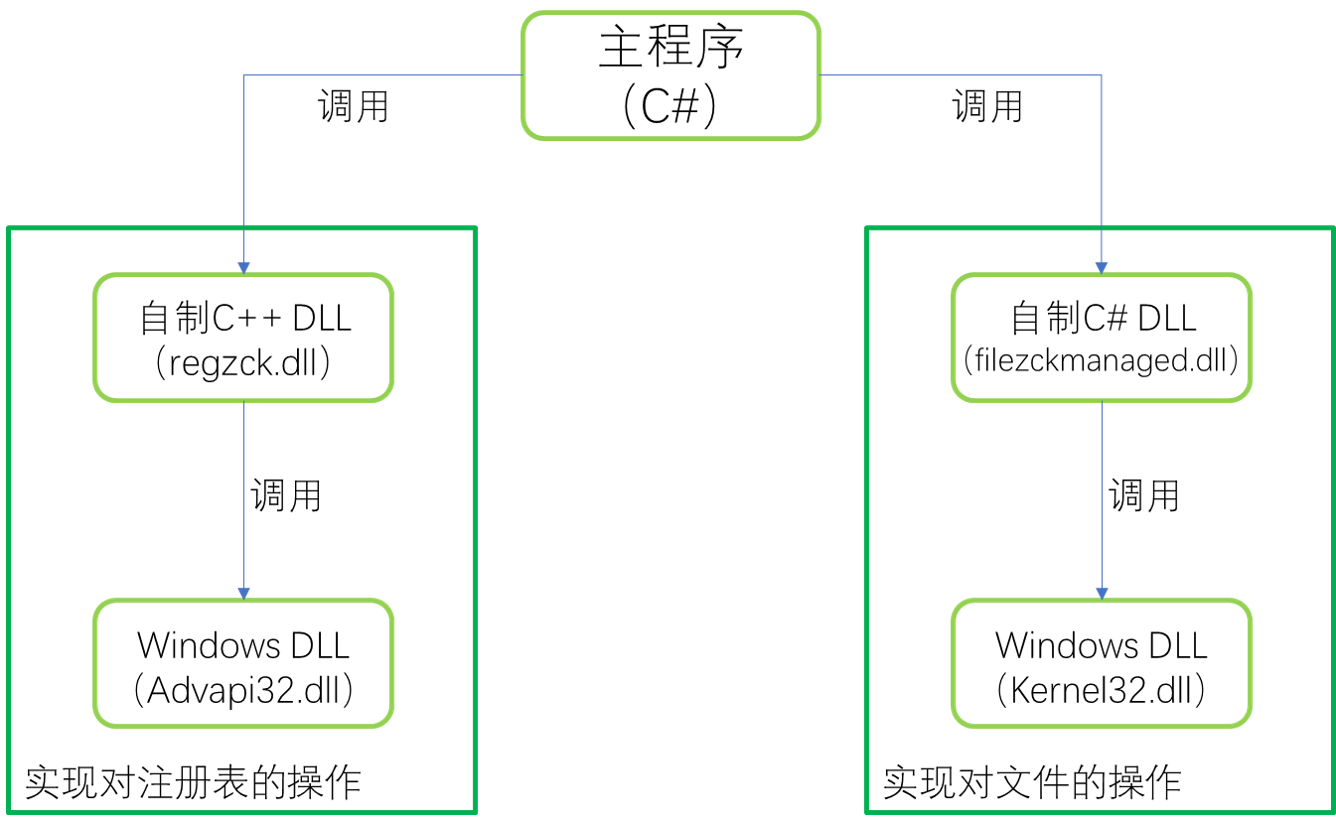 主程序
（C#）
调用
调用
自制C++ DLL
（regzck.dll）
调用
Windows DLL
（Advapi32.dll）
实现对注册表的操作
自制C# DLL
（filezckmanaged.dll）
调用
Windows DLL
（Kernel32.dll）
实现对文件的操作